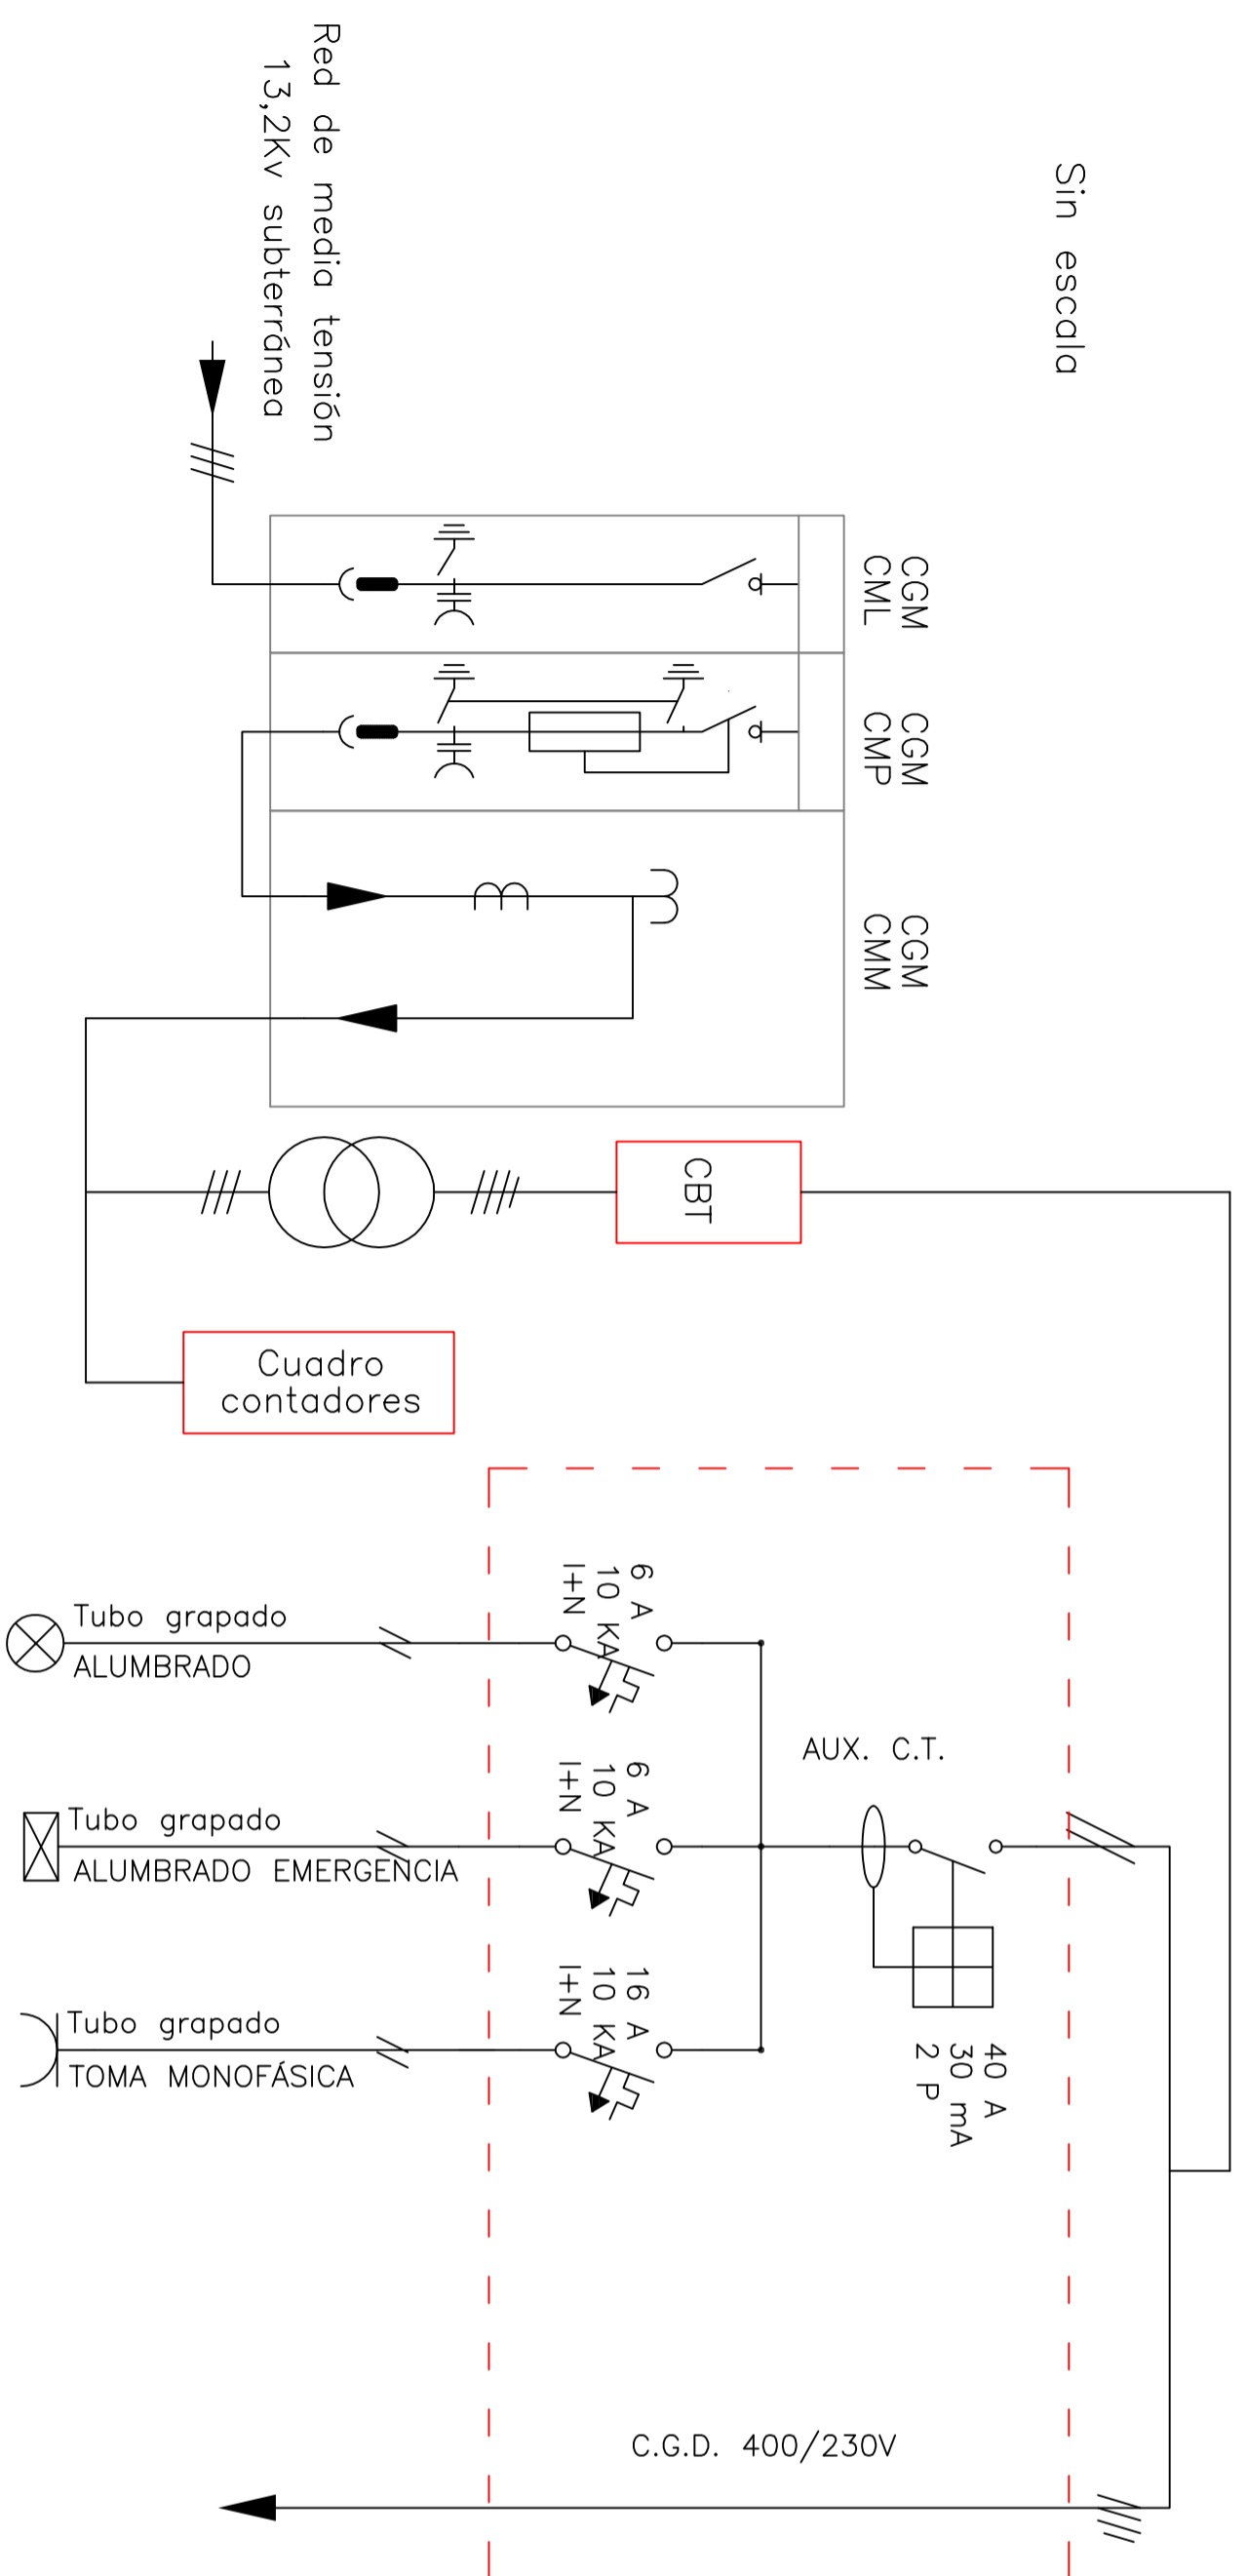 Sin escala
Red de media tensión
13,2Kv subterránea
CGM
CML
CGM
CMP
CGM
CMM
CBT
Cuadro
contadores
6 A
10 KA
I+N
Tubo grapado
ALUMBRADO
AUX. C.T.
6 A
10 KA
I+N
Tubo grapado
ALUMBRADO EMERGENCIA
16 A
10 KA
I+N
Tubo grapado
TOMA MONOFÁSICA
40 A
30 mA
2 P
C.G.D. 400/230V